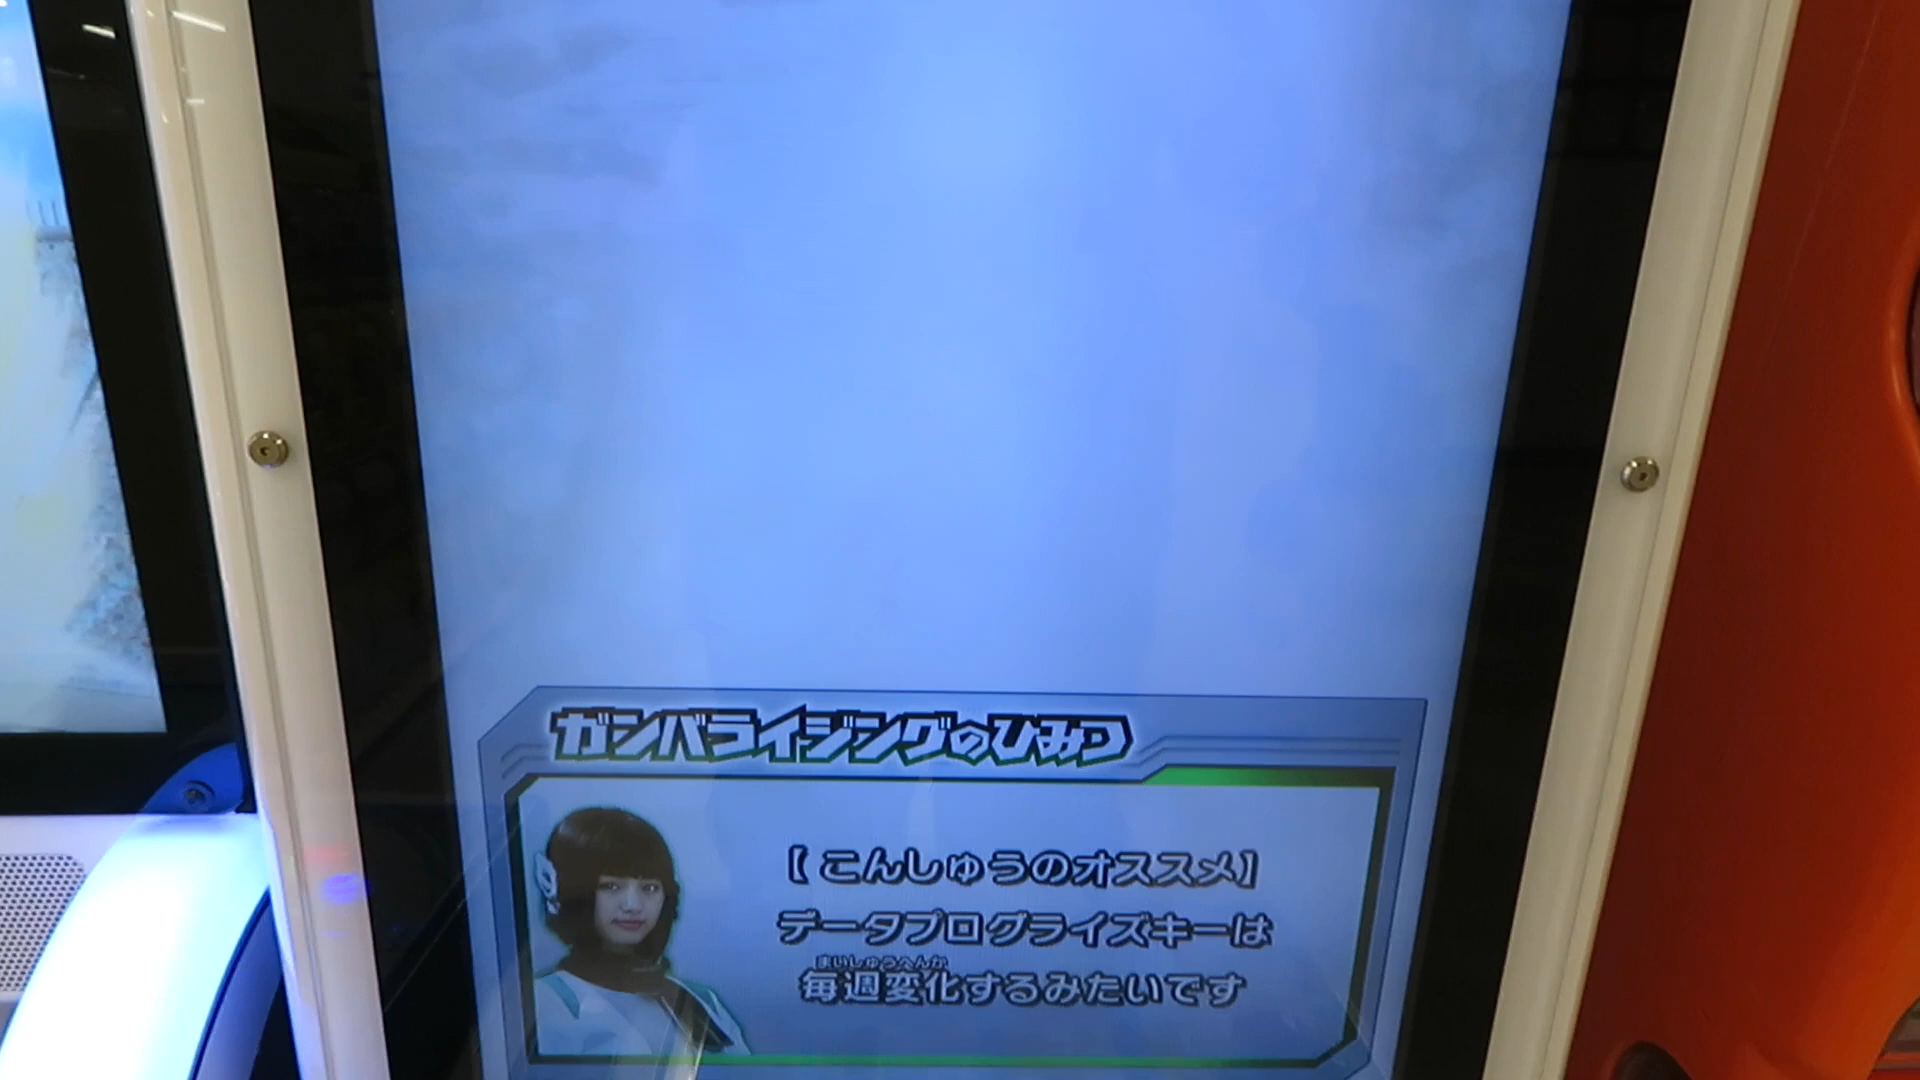 ガンバライジングのひみつ
【こんしゅうのオススメ】
データプログライズキーは
まいしゅうへんか
毎週変化するみたいです